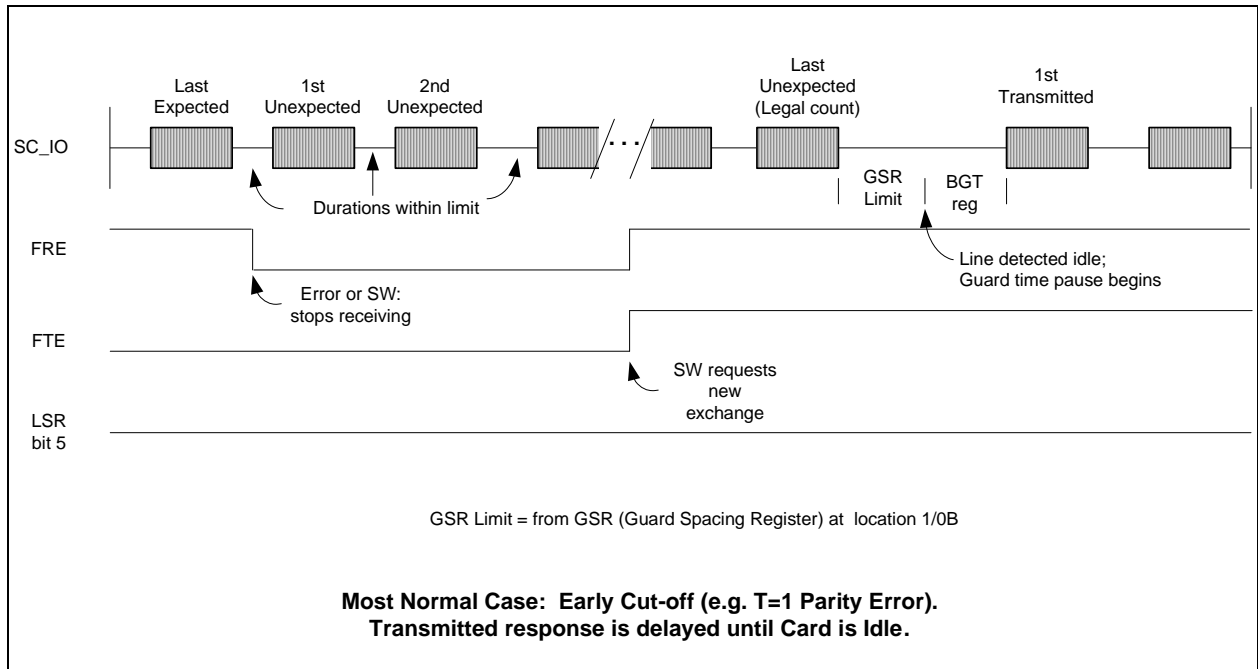 Last
Expected
1st
Unexpected
2nd
Unexpected
Last
Unexpected
(Legal count)
1st
Transmitted
SC_IO
. . .
Durations within limit
GSR
Limit
BGT
reg
FRE
Line detected idle;
Guard time pause begins
Error or SW:
stops receiving
FTE
SW requests
new
exchange
LSR
bit 5
GSR Limit = from GSR (Guard Spacing Register) at location 1/0B
Most Normal Case: Early Cut-off (e.g. T=1 Parity Error).
Transmitted response is delayed until Card is Idle.